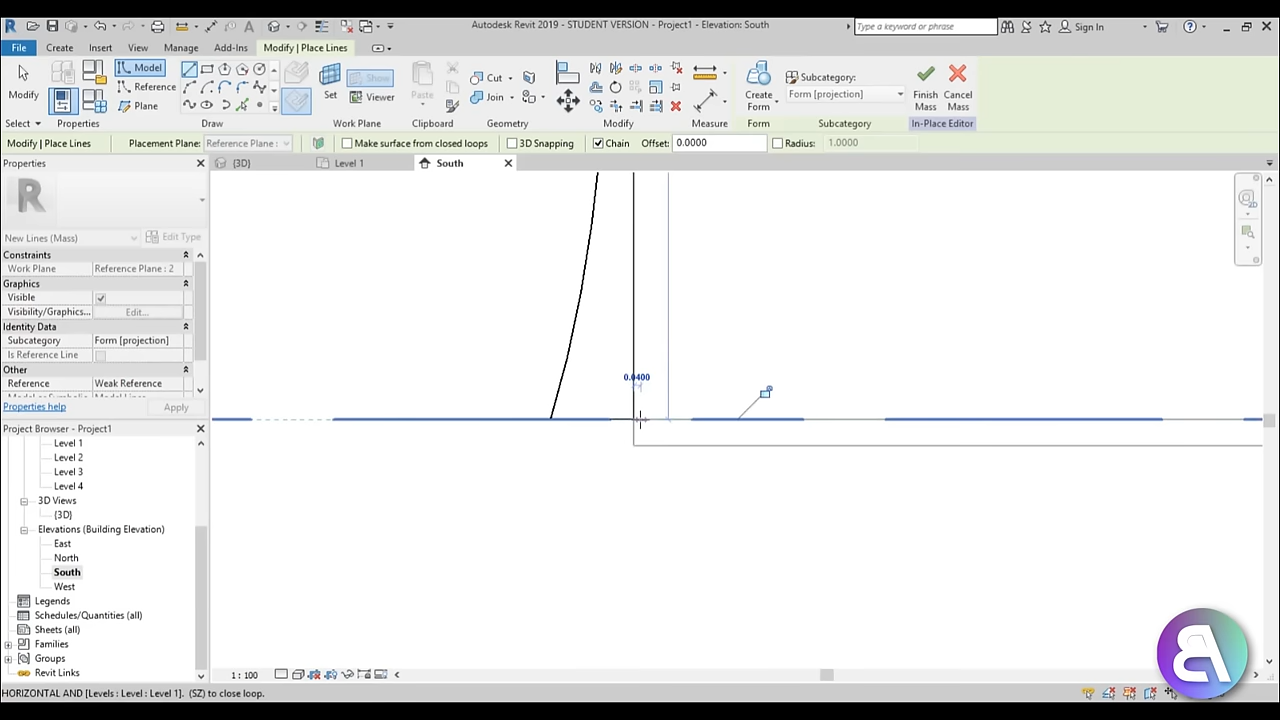 Autodesk Revit 2019 - STUDENT VERSION - Project1 - Elevation: South
Type a keyword or phrase
Sign In
File Create Insert View Manage Add-Ins Modify | Place Lines
Modify
Model
Reference
Plane
Set
Show
Viewer
Paste
Cut
Join
Create Form
Subcategory:
Form [projection]
Finish Mass
Cancel Mass
Select Properties Draw Work Plane Clipboard Geometry Modify Measure Form Subcategory In-Place Editor
Modify | Place Lines Placement Plane: Reference Plane : Make surface from closed loops 3D Snapping Chain Offset: 0.0000 Radius: 1.0000
Properties
{3D} Level 1 South
New Lines (Mass) Edit Type
Constraints
Work Plane Reference Plane : 2
Graphics
Visible
Visibility/Graphics... Edit...
Identity Data
Subcategory Form [projection]
Is Reference Line
Other
Reference Weak Reference
Properties help Apply
0.0400
Project Browser - Project1
Level 1
Level 2
Level 3
Level 4
3D Views
{3D}
Elevations (Building Elevation)
East
North
South
West
Legends
Schedules/Quantities (all)
Sheets (all)
Families
Groups
Revit Links
1 : 100
HORIZONTAL AND [Levels : Level : Level 1]. (SZ) to close loop.